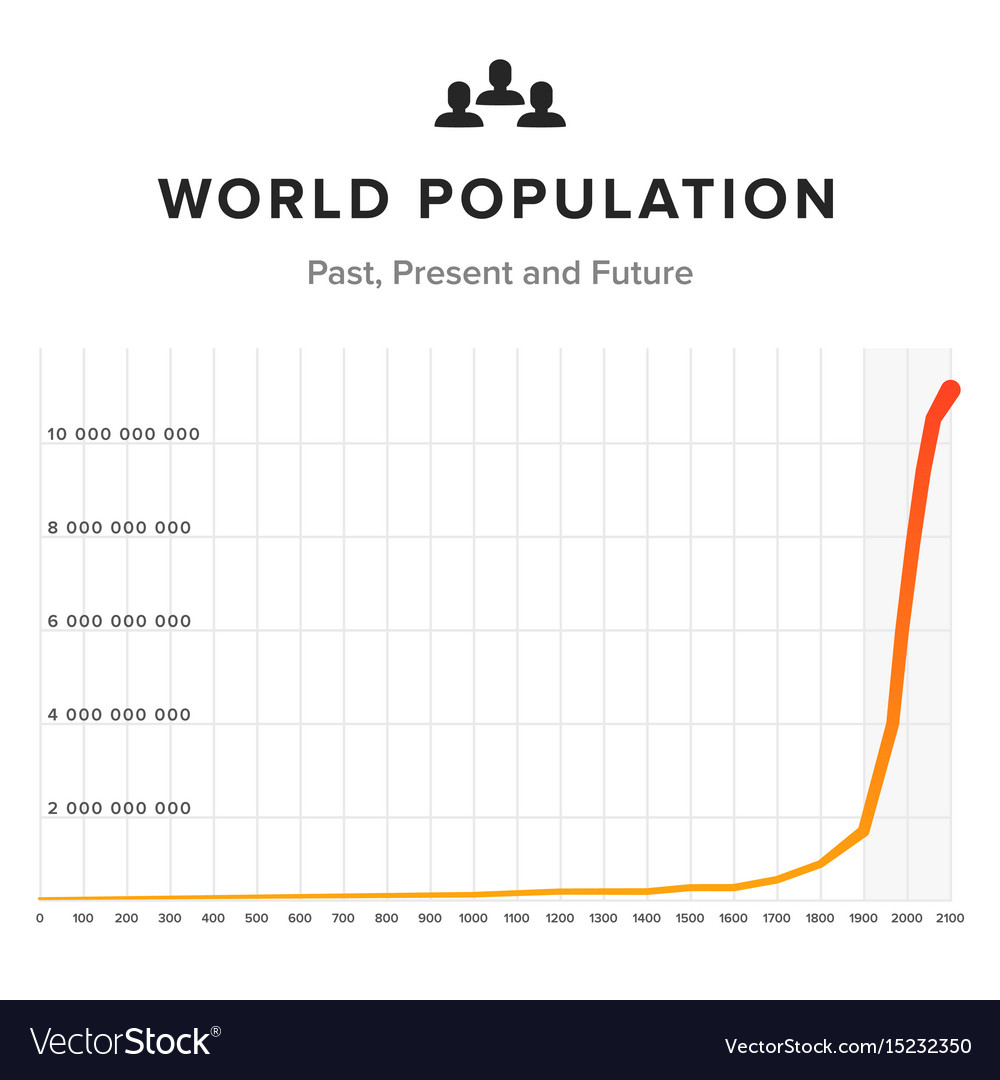 WORLD POPULATION
Past, Present and Future
10 000 000 000
8 000 000 000
6 000 000 000
4 000 000 000
2 000 000 000
0 100 200 300 400 500 600 700 800 900 1000 1100 1200 1300 1400 1500 1600 1700 1800 1900 2000 2100
VectorStock®
VectorStock.com/15232350